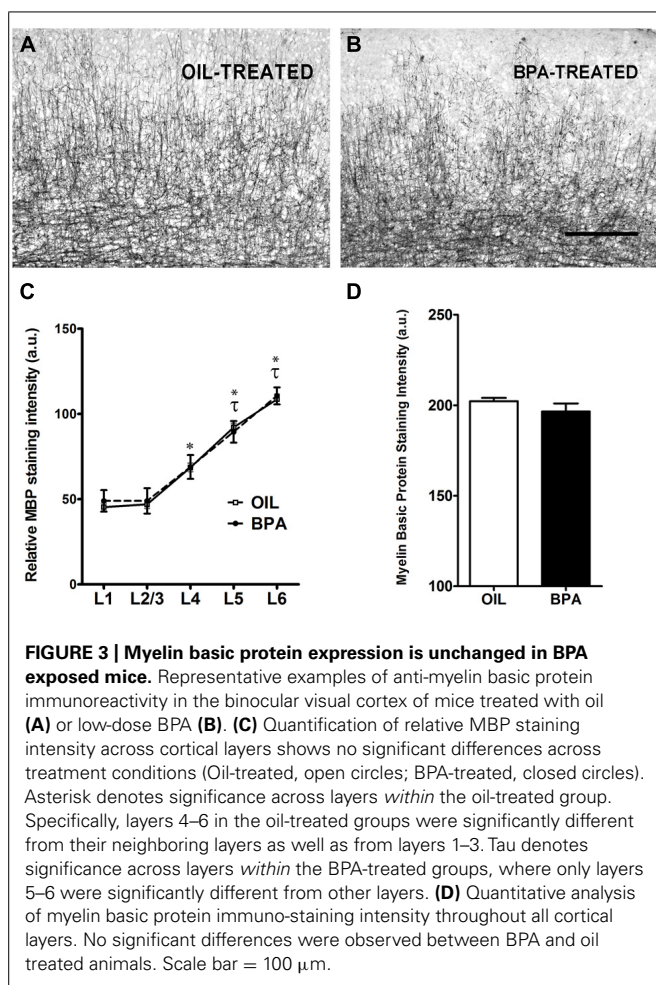 A
OIL-TREATED
B
BPA-TREATED
C
Relative MBP staining intensity (a.u.)
150
100
50
0
*
*
τ
*
τ
OIL
BPA
L1 L2/3 L4 L5 L6
D
Myelin Basic Protein Staining Intensity (a.u.)
250
200
150
100
OIL BPA
FIGURE 3 | Myelin basic protein expression is unchanged in BPA
exposed mice. Representative examples of anti-myelin basic protein
immunoreactivity in the binocular visual cortex of mice treated with oil
(A) or low-dose BPA (B). (C) Quantification of relative MBP staining
intensity across cortical layers shows no significant differences across
treatment conditions (Oil-treated, open circles; BPA-treated, closed circles).
Asterisk denotes significance across layers within the oil-treated group.
Specifically, layers 4–6 in the oil-treated groups were significantly different
from their neighboring layers as well as from layers 1–3. Tau denotes
significance across layers within the BPA-treated groups, where only layers
5–6 were significantly different from other layers. (D) Quantitative analysis
of myelin basic protein immuno-staining intensity throughout all cortical
layers. No significant differences were observed between BPA and oil
treated animals. Scale bar = 100 μm.